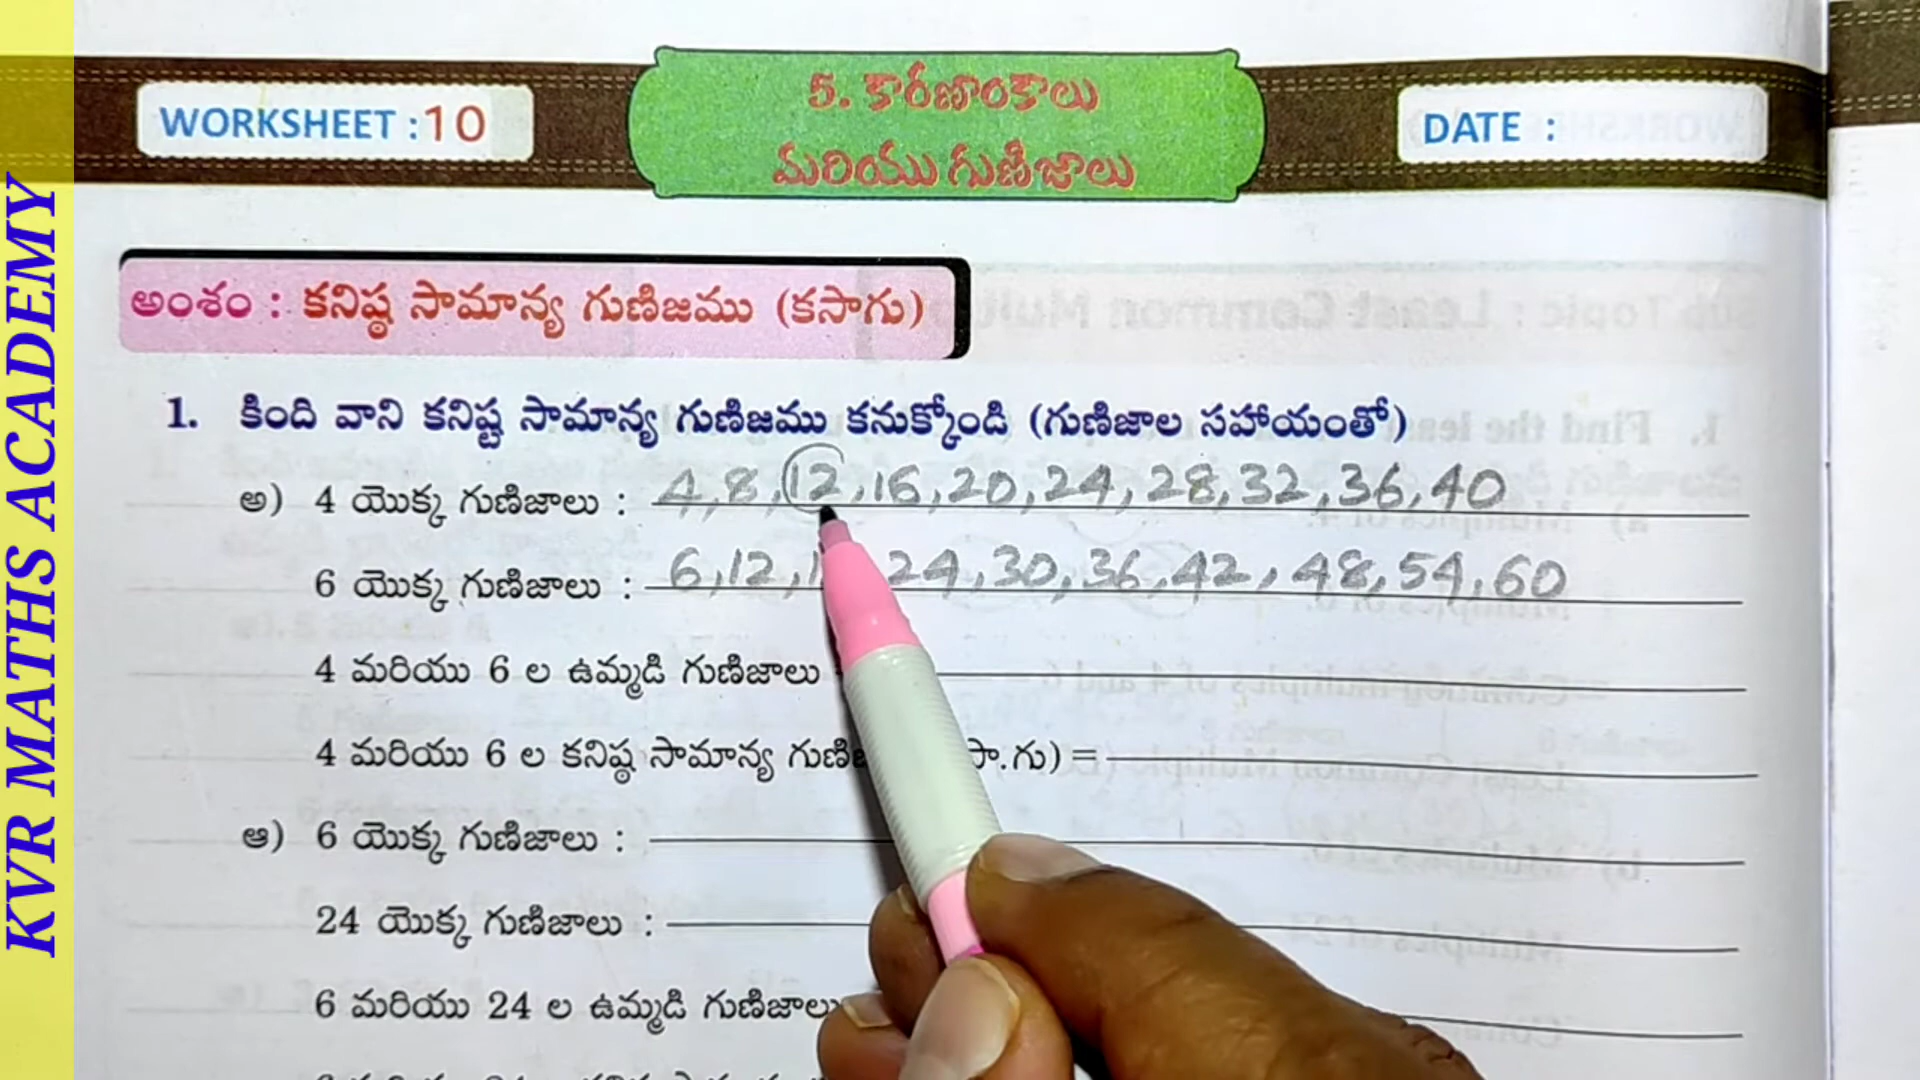 KVR MATHS ACADEMY
WORKSHEET :10
5. కారణాంకాలు
మరియు గుణిజాలు
DATE :
అంశం : కనిష్ఠ సామాన్య గుణిజము (కసాగు)
1. కింది వాని కనిష్ట సామాన్య గుణిజము కనుక్కోండి (గుణిజాల సహాయంతో)
అ) 4 యొక్క గుణిజాలు : 4,8,12,16,20,24,28,32,36,40
6 యొక్క గుణిజాలు : 6,12, 24,30,36,42,48,54,60
4 మరియు 6 ల ఉమ్మడి గుణిజాలు
4 మరియు 6 ల కనిష్ఠ సామాన్య సా.గు) =
ఆ) 6 యొక్క గుణిజాలు :
24 యొక్క గుణిజాలు :
6 మరియు 24 ల ఉమ్మడి గుణిజాలు